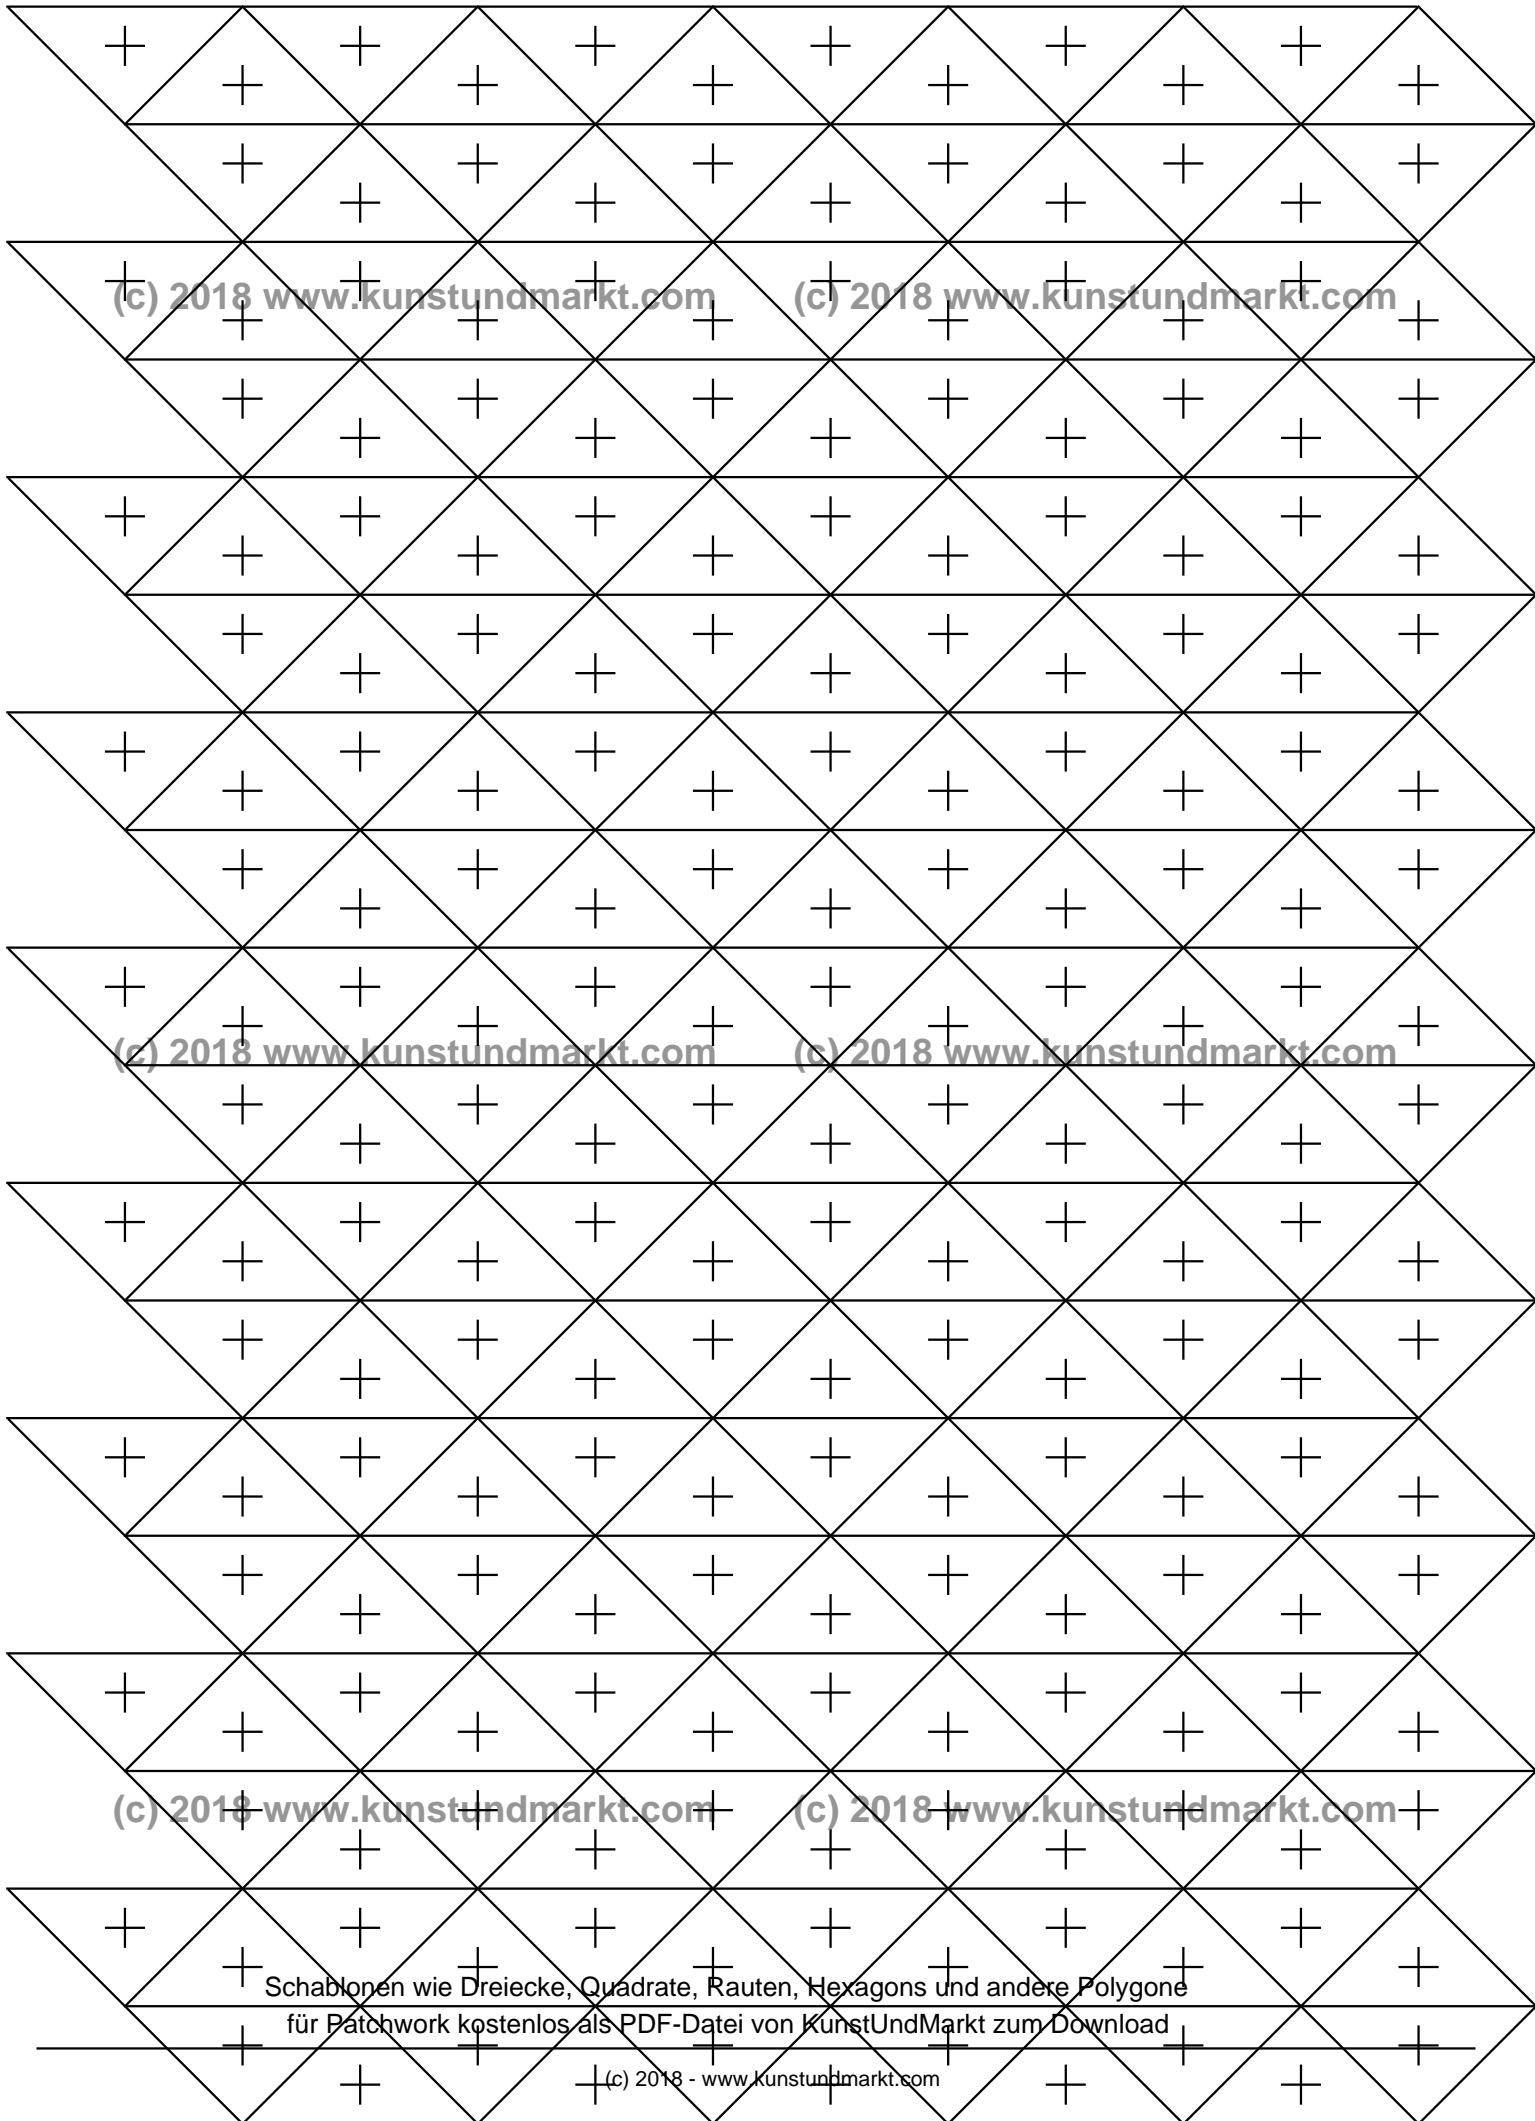 (c) 2018 www.kunstundmarkt.com (c) 2018 www.kunstundmarkt.com
(c) 2018 www.kunstundmarkt.com (c) 2018 www.kunstundmarkt.com
(c) 2018 www.kunstundmarkt.com (c) 2018 www.kunstundmarkt.com
Schablonen wie Dreiecke, Quadrate, Rauten, Hexagons und andere Polygone
für Patchwork kostenlos als PDF-Datei von KunstUndMarkt zum Download
(c) 2018 - www.kunstundmarkt.com